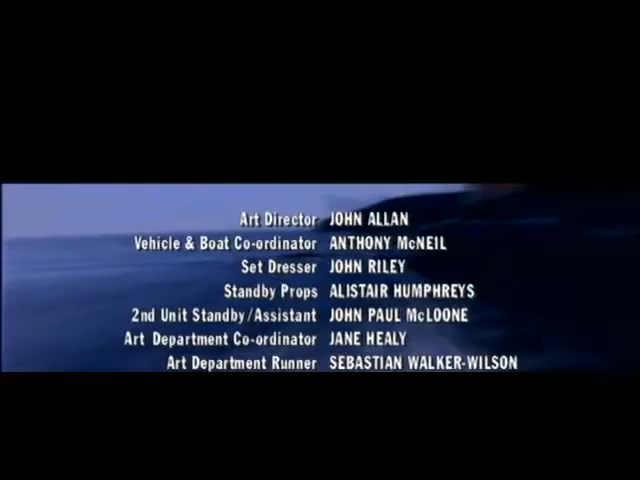 Art Director JOHN ALLAN
Vehicle & Boat Co-ordinator ANTHONY McNEIL
Set Dresser JOHN RILEY
Standby Props ALISTAIR HUMPHREYS
2nd Unit Standby/Assistant JOHN PAUL McLOONE
Art Department Co-ordinator JANE HEALY
Art Department Runner SEBASTIAN WALKER-WILSON